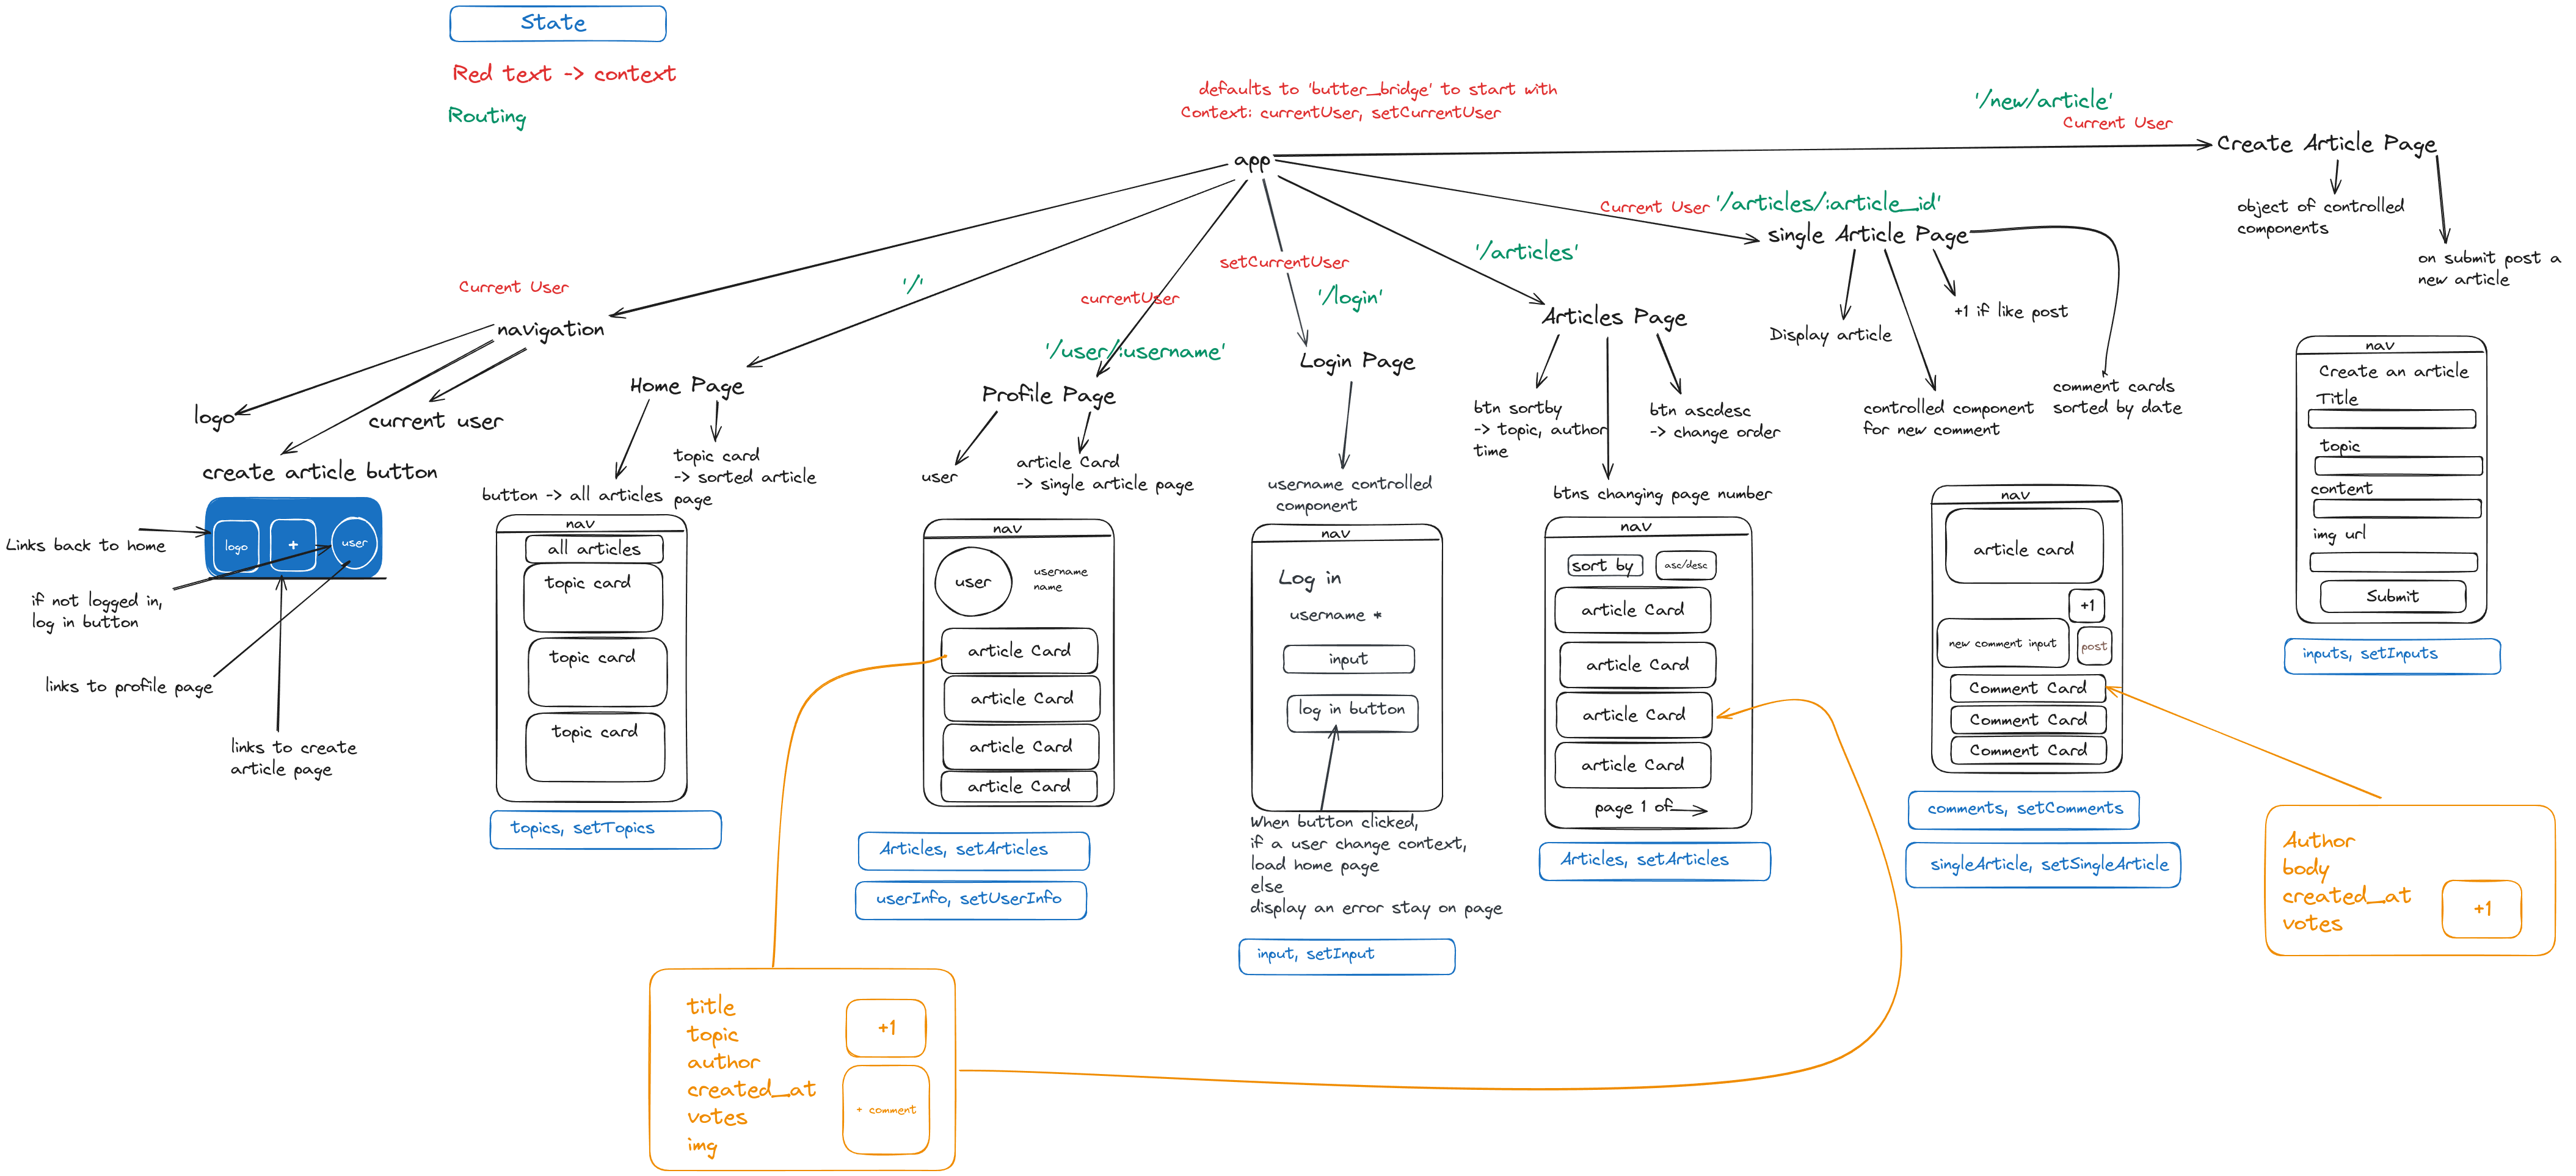 State
Red text -> context
Routing
defaults to 'butter_bridge' to start with
Context: currentUser, setCurrentUser
app
'/new/article'
Current User
Create Article Page
object of controlled
components
on submit post a
new article
Current User
'/articles/:article_id'
single Article Page
Display article
controlled component
for new comment
+1 if like post
comment cards
sorted by date
'/articles'
Articles Page
btn sortby
-> topic, author
time
btns changing page number
btn ascdesc
-> change order
setCurrentUser
'/login'
Login Page
username controlled
component
currentUser
'/user/:username'
Profile Page
user
article Card
-> single article page
'/'
Home Page
button -> all articles
topic card
-> sorted article
page
Current User
navigation
logo
create article button
current user
logo
+
user
Links back to home
if not logged in,
log in button
links to profile page
links to create
article page
nav
all articles
topic card
topic card
topic card
topics, setTopics
nav
user
username
name
article Card
article Card
article Card
article Card
Articles, setArticles
userInfo, setUserInfo
nav
Log in
username *
input
log in button
When button clicked,
if a user change context,
load home page
else
display an error stay on page
input, setInput
nav
sort by
asc/desc
article Card
article Card
article Card
article Card
page 1 of
Articles, setArticles
nav
article card
+1
new comment input
post
Comment Card
Comment Card
Comment Card
comments, setComments
singleArticle, setSingleArticle
nav
Create an article
Title
topic
content
img url
Submit
inputs, setInputs
title
topic
author
created_at
votes
img
+1
+ comment
Author
body
created_at
votes
+1